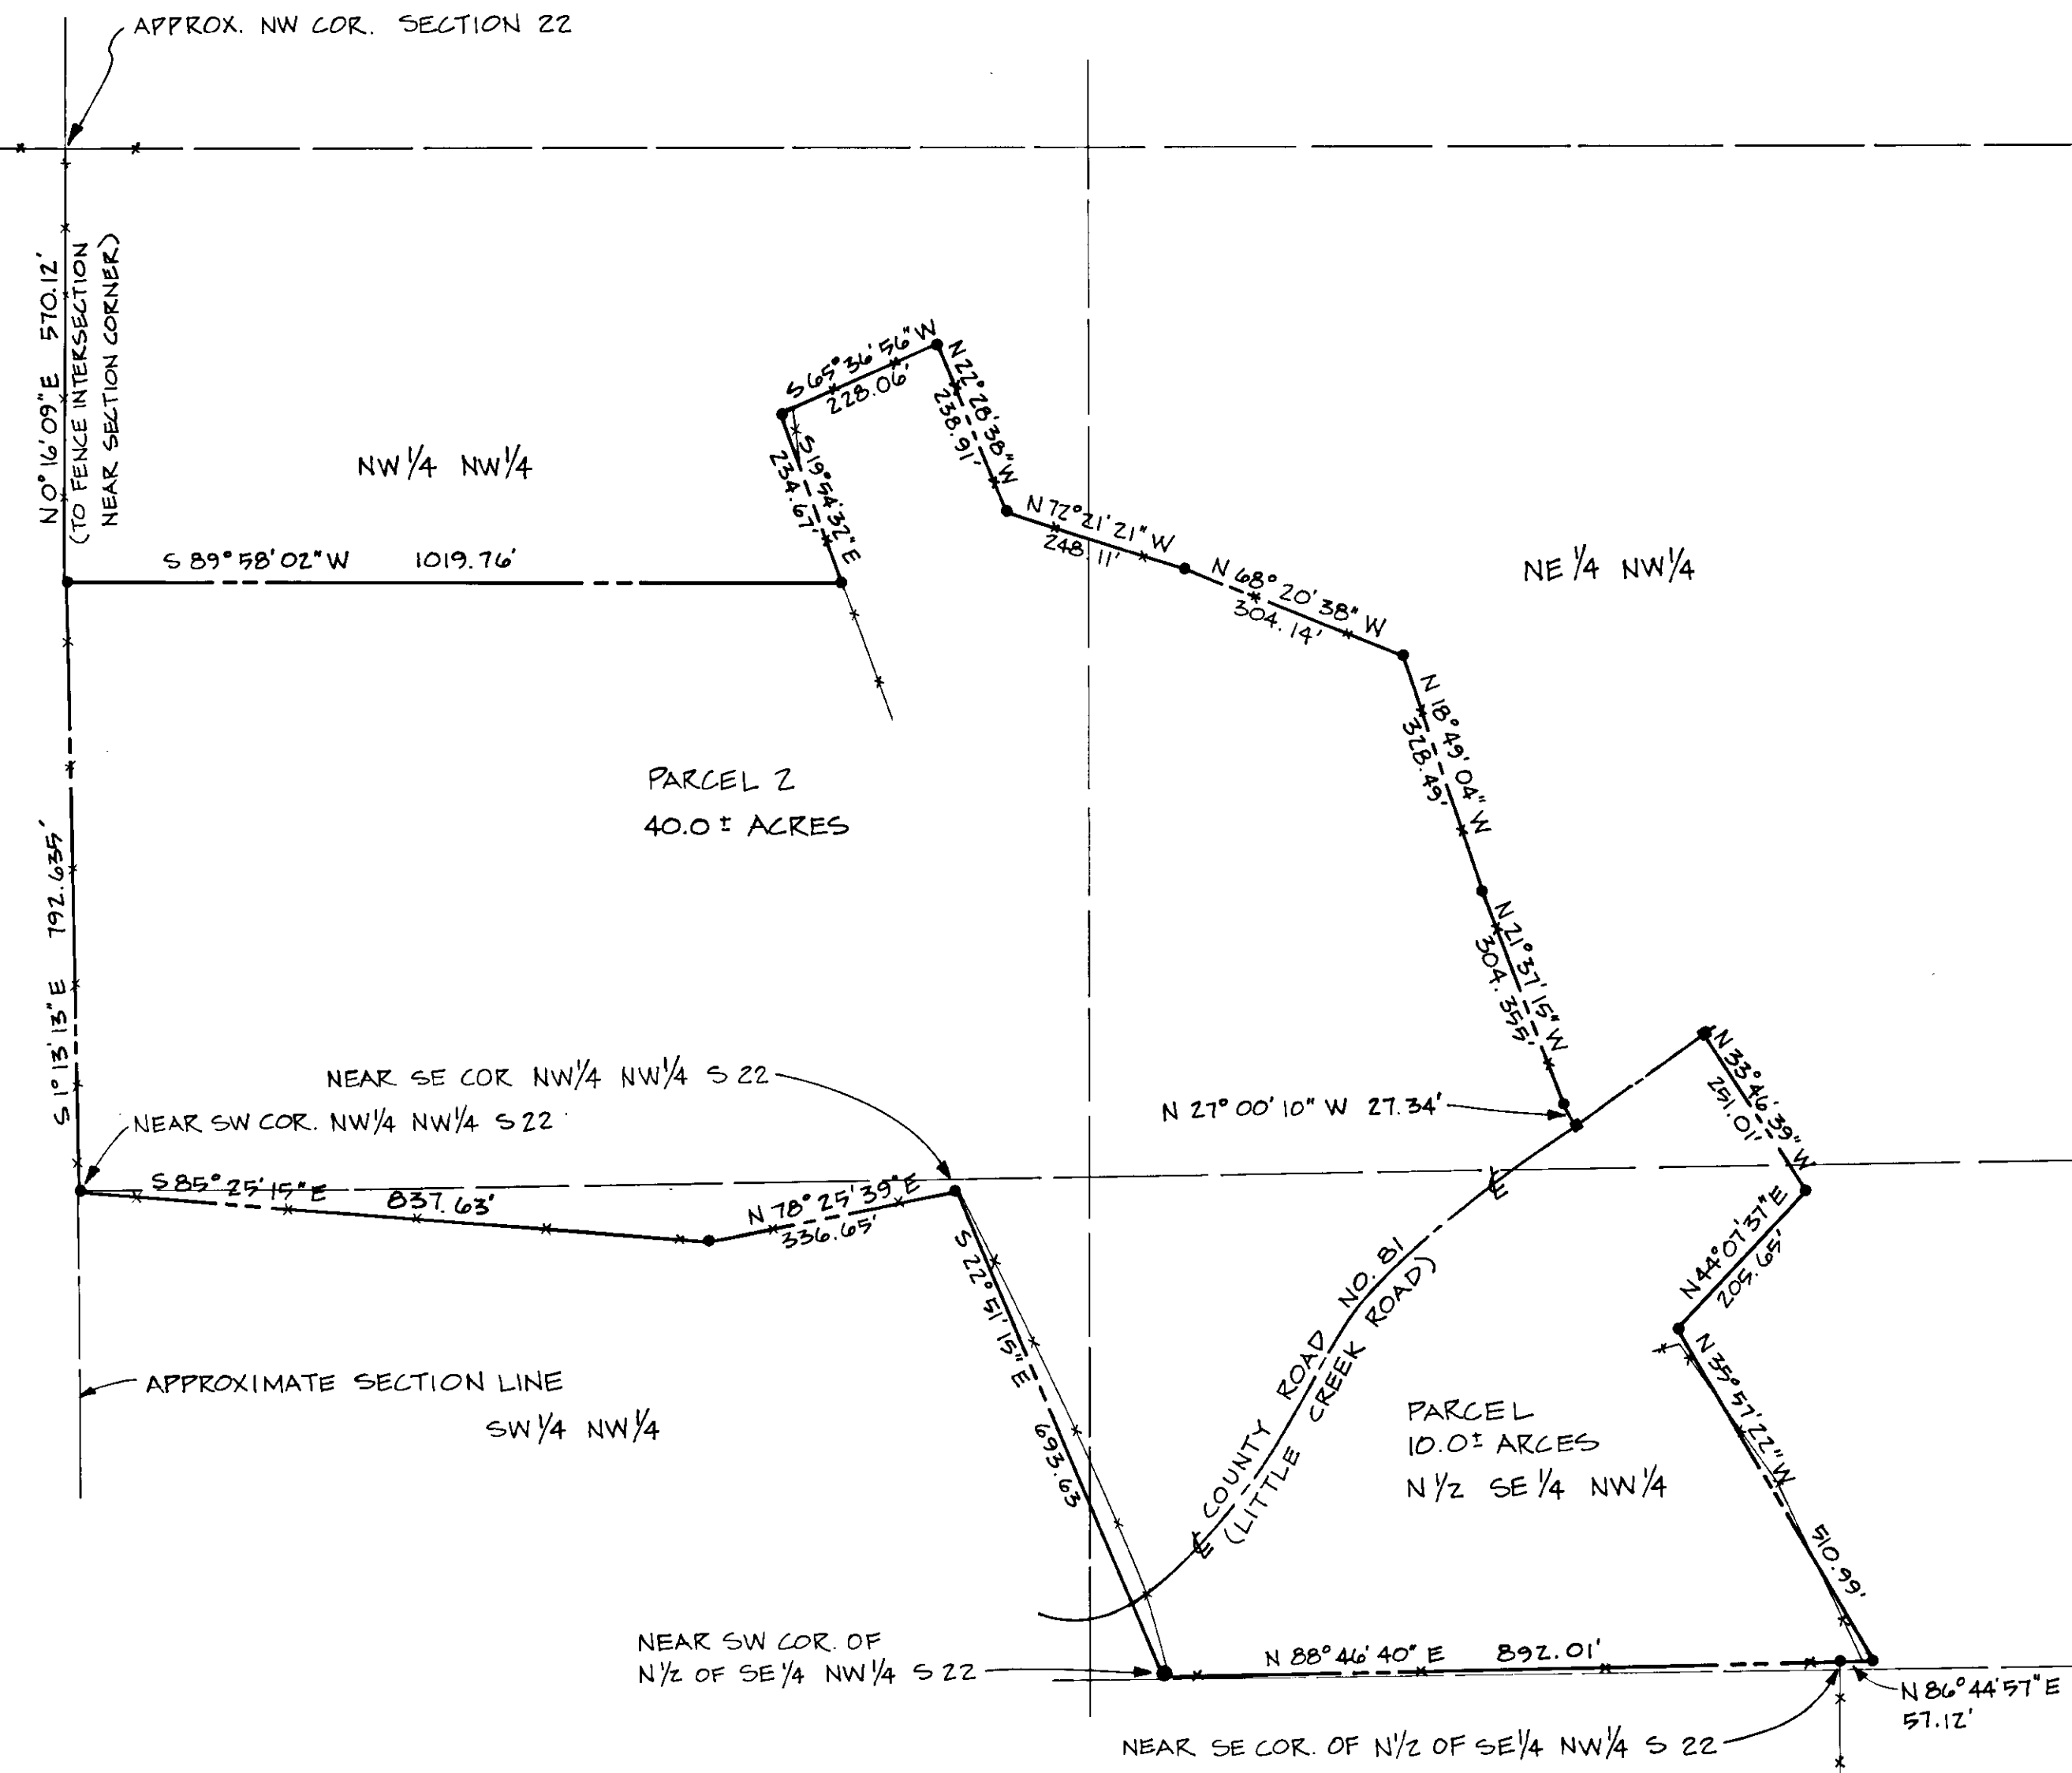 APPROX. NW COR. SECTION 22
N 0° 16' 09" E 570.12'
(TO FENCE INTERSECTION
NEAR SECTION CORNER)
S 65° 36' 56" W
228.06'
N 22° 28' 38" W
238.91'
S 19° 54' 32" E
234.67'
NW 1/4 NW 1/4
N 72° 21' 21" W
248.11'
S 89° 58' 02" W 1019.76'
N 68° 20' 38" W
304.14'
NE 1/4 NW 1/4
N 18° 49' 04" W
328.49'
PARCEL 2
40.0 ± ACRES
S 1° 13' 13" E 792.635'
N 21° 37' 15" W
304.355'
NEAR SE COR NW 1/4 NW 1/4 S 22
NEAR SW COR. NW 1/4 NW 1/4 S 22
N 27° 00' 10" W 27.34'
N 33° 46' 39" W
251.01'
S 85° 25' 15" E 837.63'
N 78° 25' 39" E
336.65'
N 44° 07' 37" E
205.65'
S 22° 51' 15" E 693.63
COUNTY ROAD NO. 81
(LITTLE CREEK ROAD)
N 35° 57' 22" W 510.99'
APPROXIMATE SECTION LINE
SW 1/4 NW 1/4
PARCEL
10.0 ± ARCES
N 1/2 SE 1/4 NW 1/4
NEAR SW COR. OF
N 1/2 OF SE 1/4 NW 1/4 S 22
N 88° 46' 40" E 892.01'
N 86° 44' 57" E
57.12'
NEAR SE COR. OF N 1/2 OF SE 1/4 NW 1/4 S 22